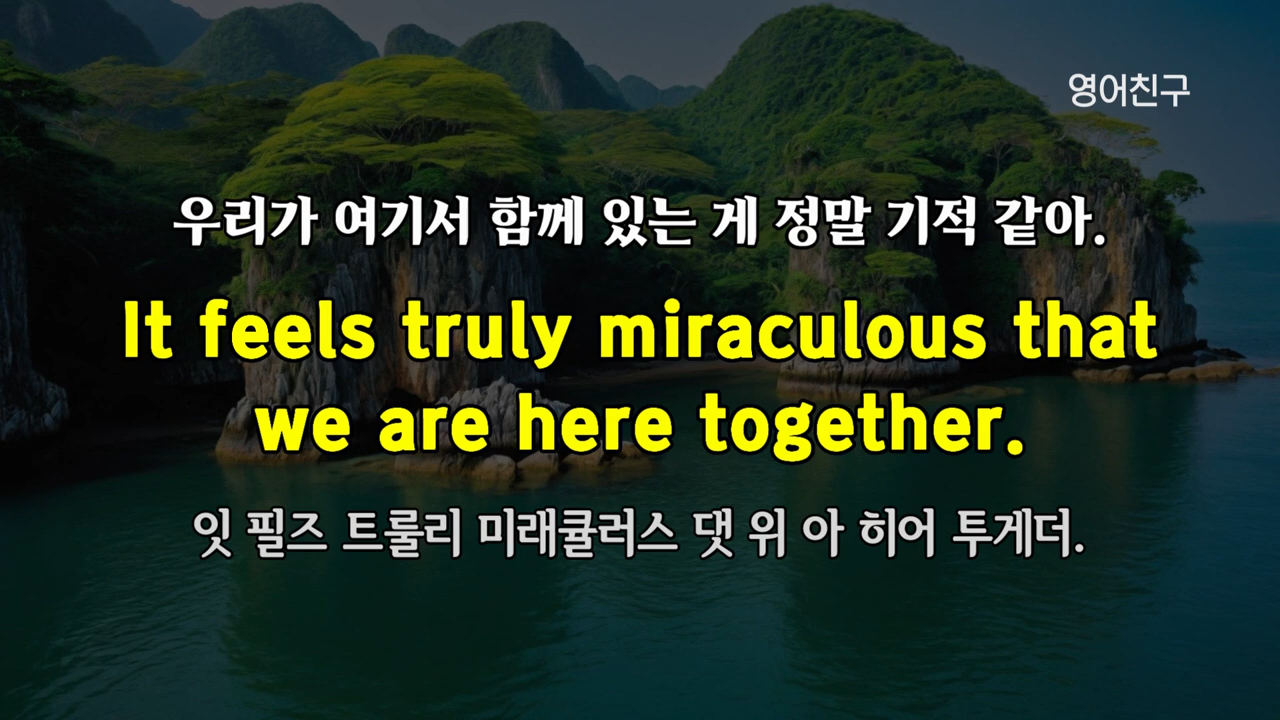 영어친구
우리가 여기서 함께 있는 게 정말 기적 같아.
It feels truly miraculous that
we are here together.
잇 필즈 트룰리 미래큘러스 댓 위 아 히어 투게더.